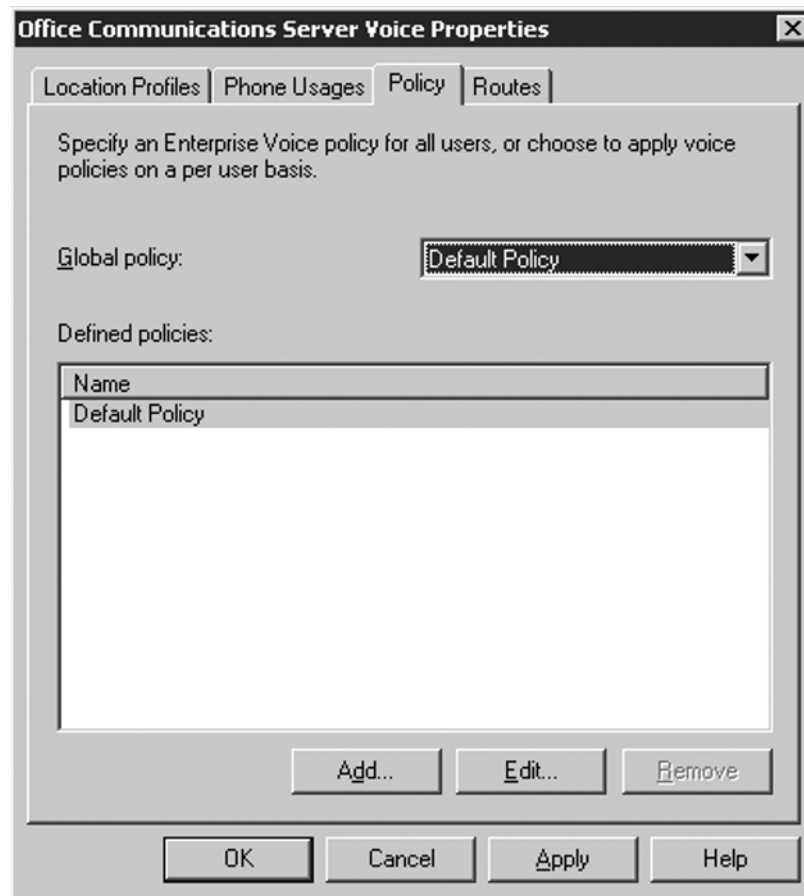 Office Communications Server Voice Properties
Location Profiles
Phone Usages
Policy
Routes
Specify an Enterprise Voice policy for all users, or choose to apply voice
policies on a per user basis.
Global policy:
Default Policy
Defined policies:
Name
Default Policy
Add...
Edit...
Remove
OK
Cancel
Apply
Help